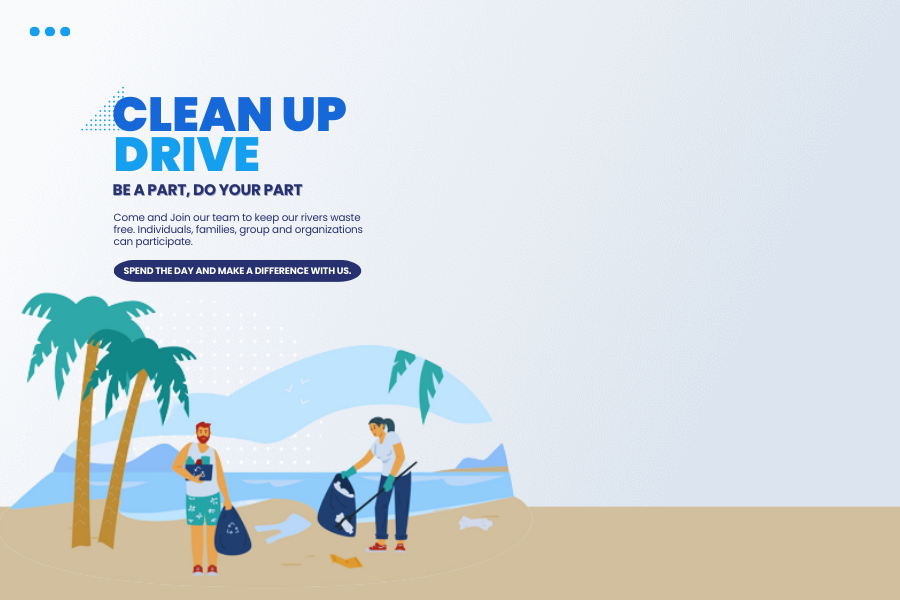 CLEAN UP
DRIVE
BE A PART, DO YOUR PART
Come and Join our team to keep our rivers waste
free. Individuals, families, group and organizations
can participate.
SPEND THE DAY AND MAKE A DIFFERENCE WITH US.